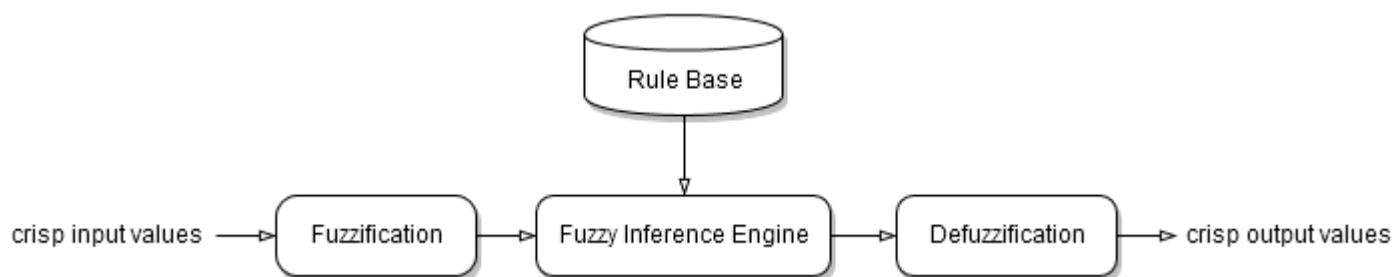 Rule Base
crisp input values
Fuzzification
Fuzzy Inference Engine
Defuzzification
crisp output values